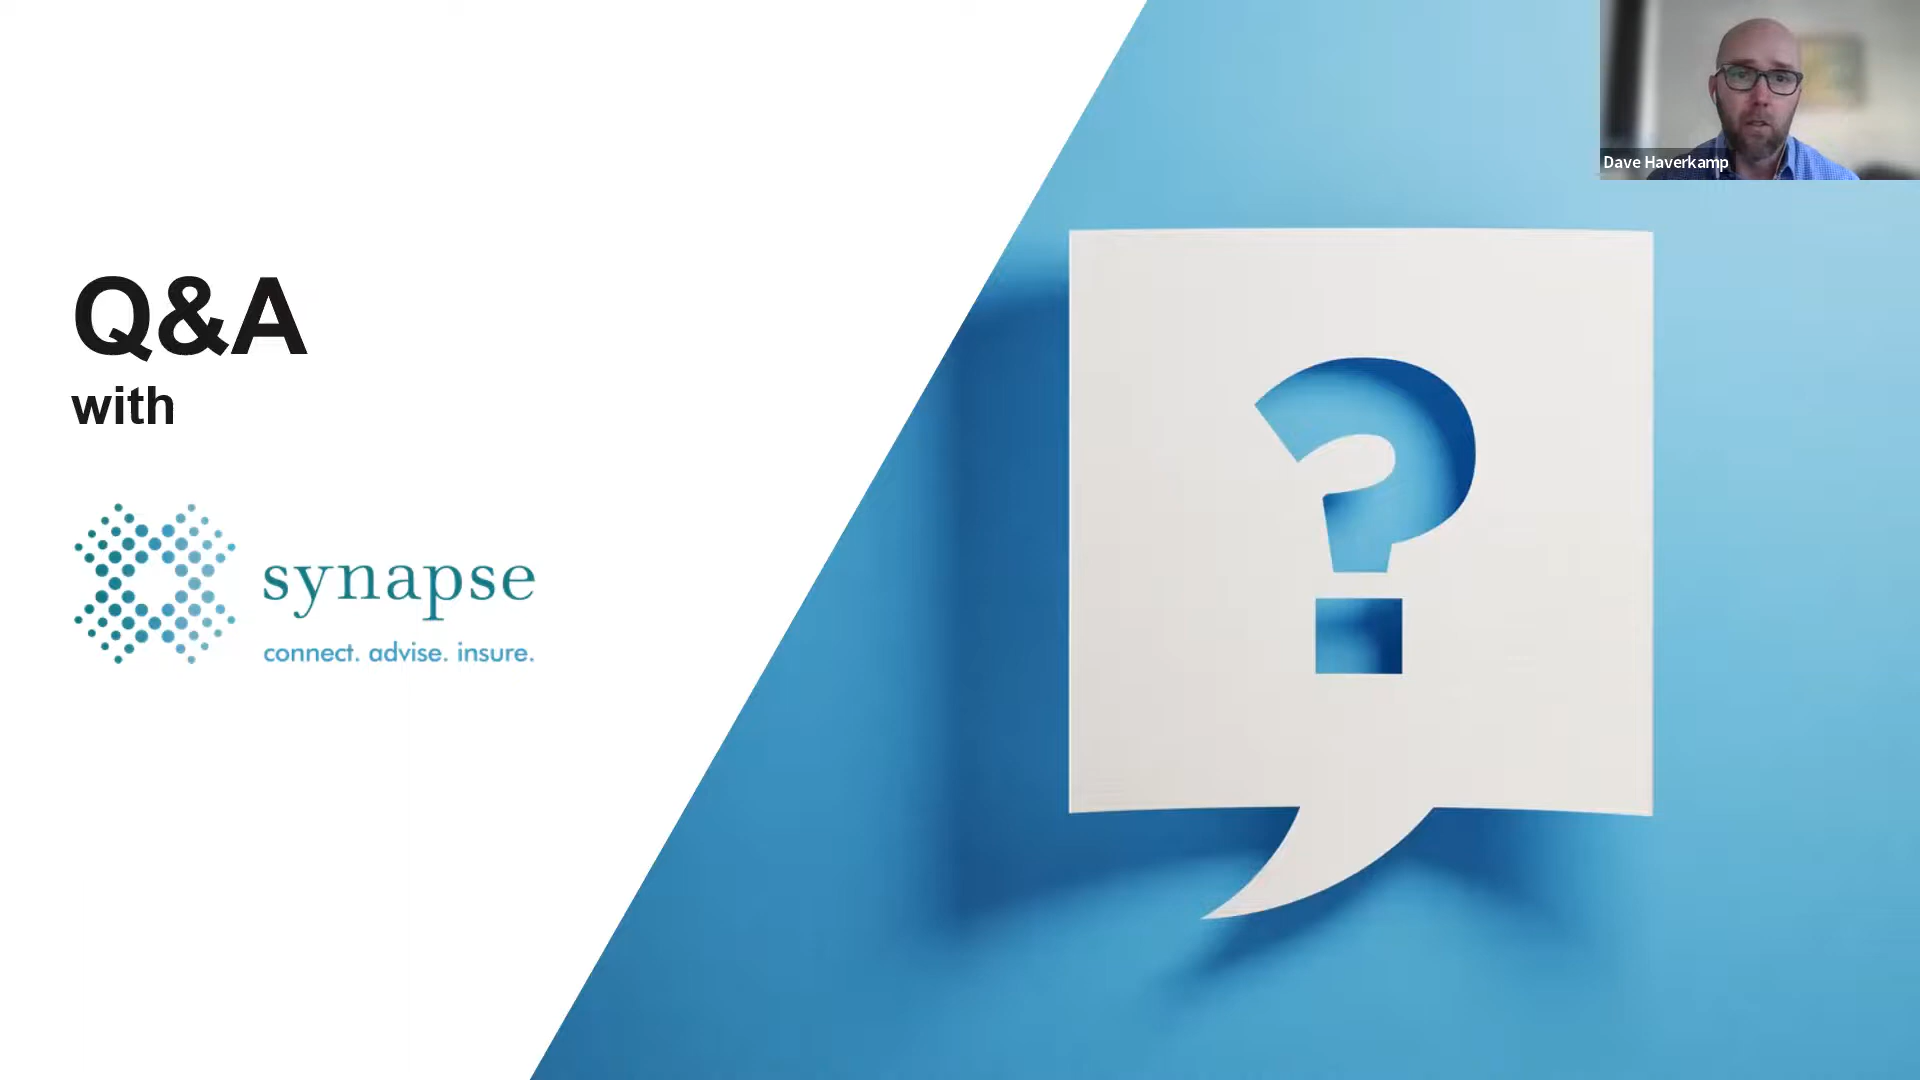 Q&A
with
synapse
connect. advise. insure.
?
Dave Haverkamp